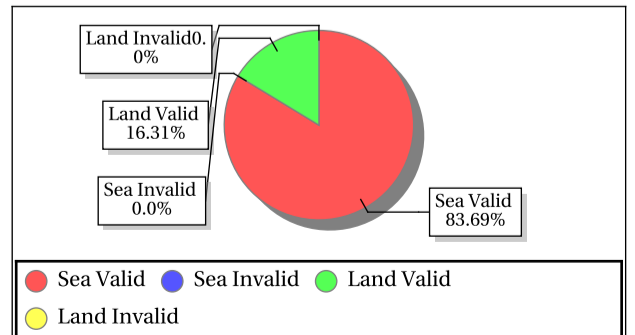 Land Invalid0.
0%
Land Valid
16.31%
Sea Invalid
0.0%
Sea Valid
83.69%
Sea Valid
Sea Invalid
Land Valid
Land Invalid